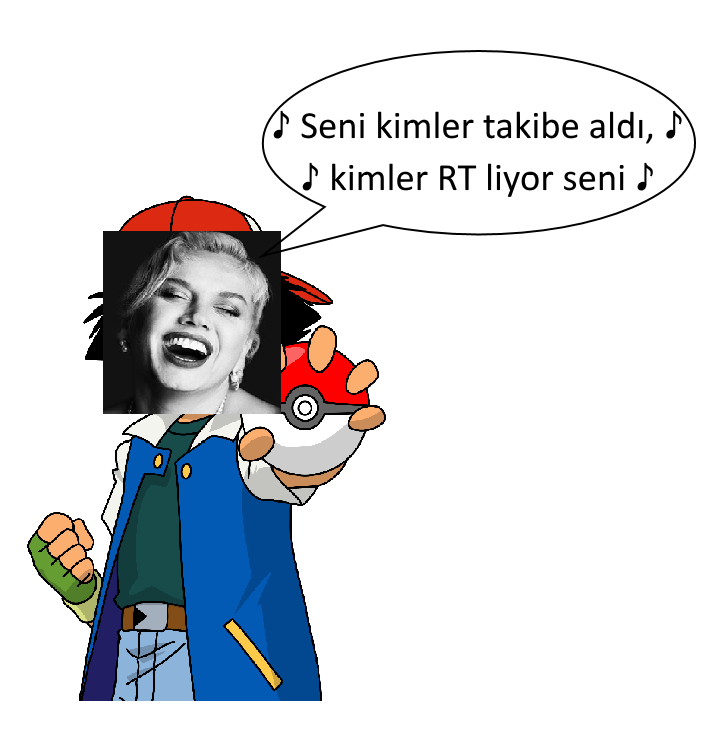 ♪ Seni kimler takibe aldı, ♪
♪ kimler RT liyor seni ♪